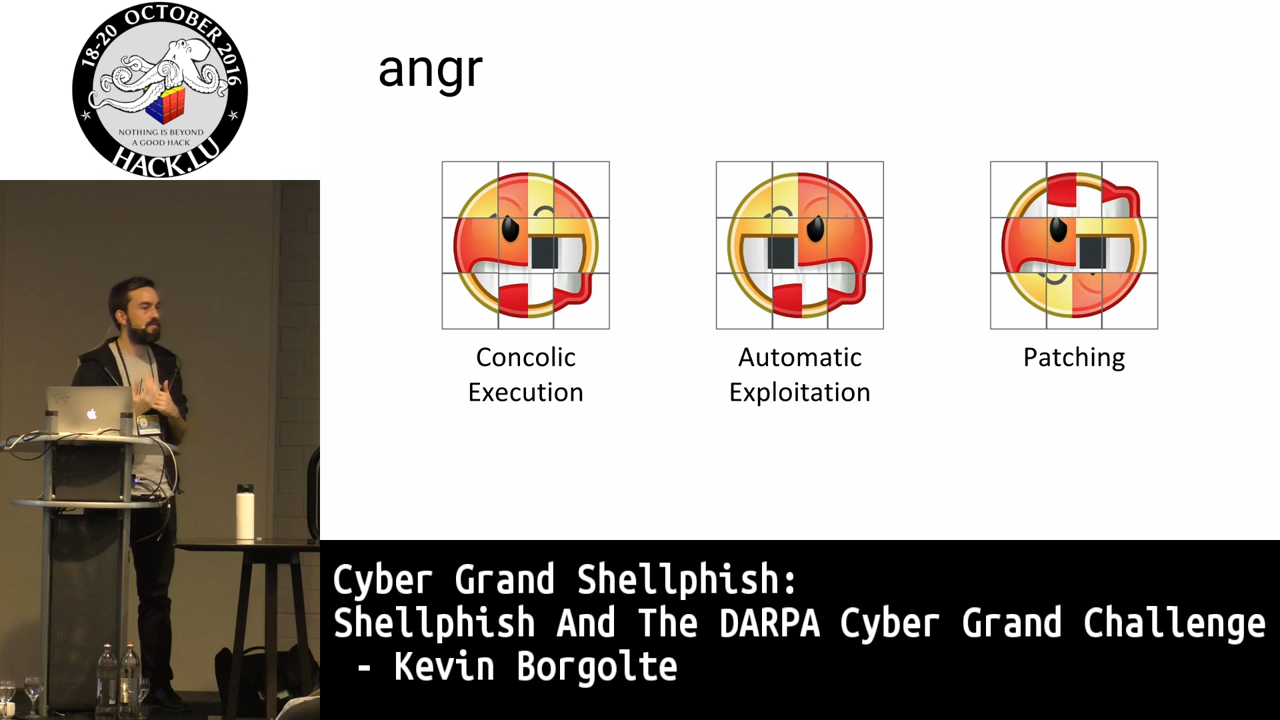 18-20 OCTOBER 2016
NOTHING IS BEYOND
A GOOD HACK
HACK.LU
angr
Concolic
Execution
Automatic
Exploitation
Patching
Cyber Grand Shellphish:
Shellphish And The DARPA Cyber Grand Challenge
- Kevin Borgolte